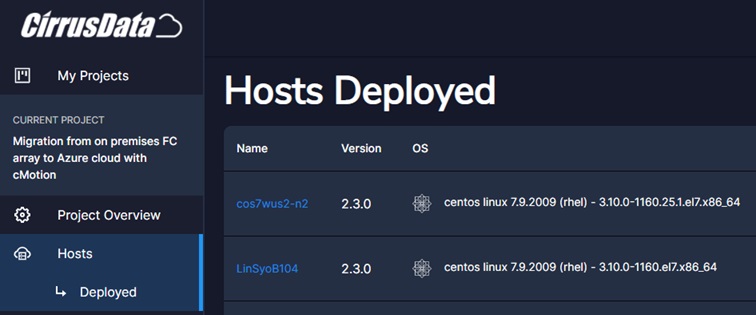 CirrusData
My Projects
CURRENT PROJECT
Migration from on premises FC
array to Azure cloud with
cMotion
Project Overview
Hosts
Deployed
Hosts Deployed
Name Version OS
cos7wus2-n2 2.3.0 centos linux 7.9.2009 (rhel) - 3.10.0-1160.25.1.el7.x86_64
LinSyoB104 2.3.0 centos linux 7.9.2009 (rhel) - 3.10.0-1160.el7.x86_64